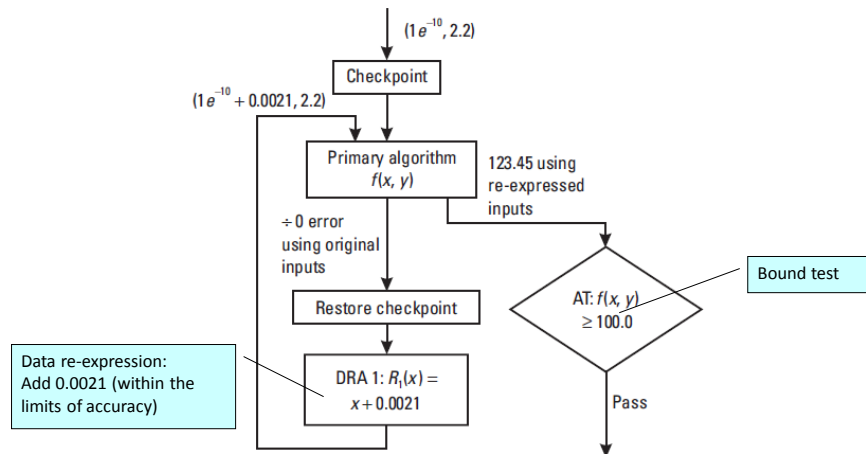 (1e⁻¹⁰, 2.2)
Checkpoint
(1e⁻¹⁰ + 0.0021, 2.2)
Primary algorithm
f(x, y)
123.45 using
re-expressed
inputs
÷ 0 error
using original
inputs
Bound test
AT: f(x, y)
≥ 100.0
Restore checkpoint
Data re-expression:
Add 0.0021 (within the
limits of accuracy)
DRA 1: R₁(x) =
x + 0.0021
Pass